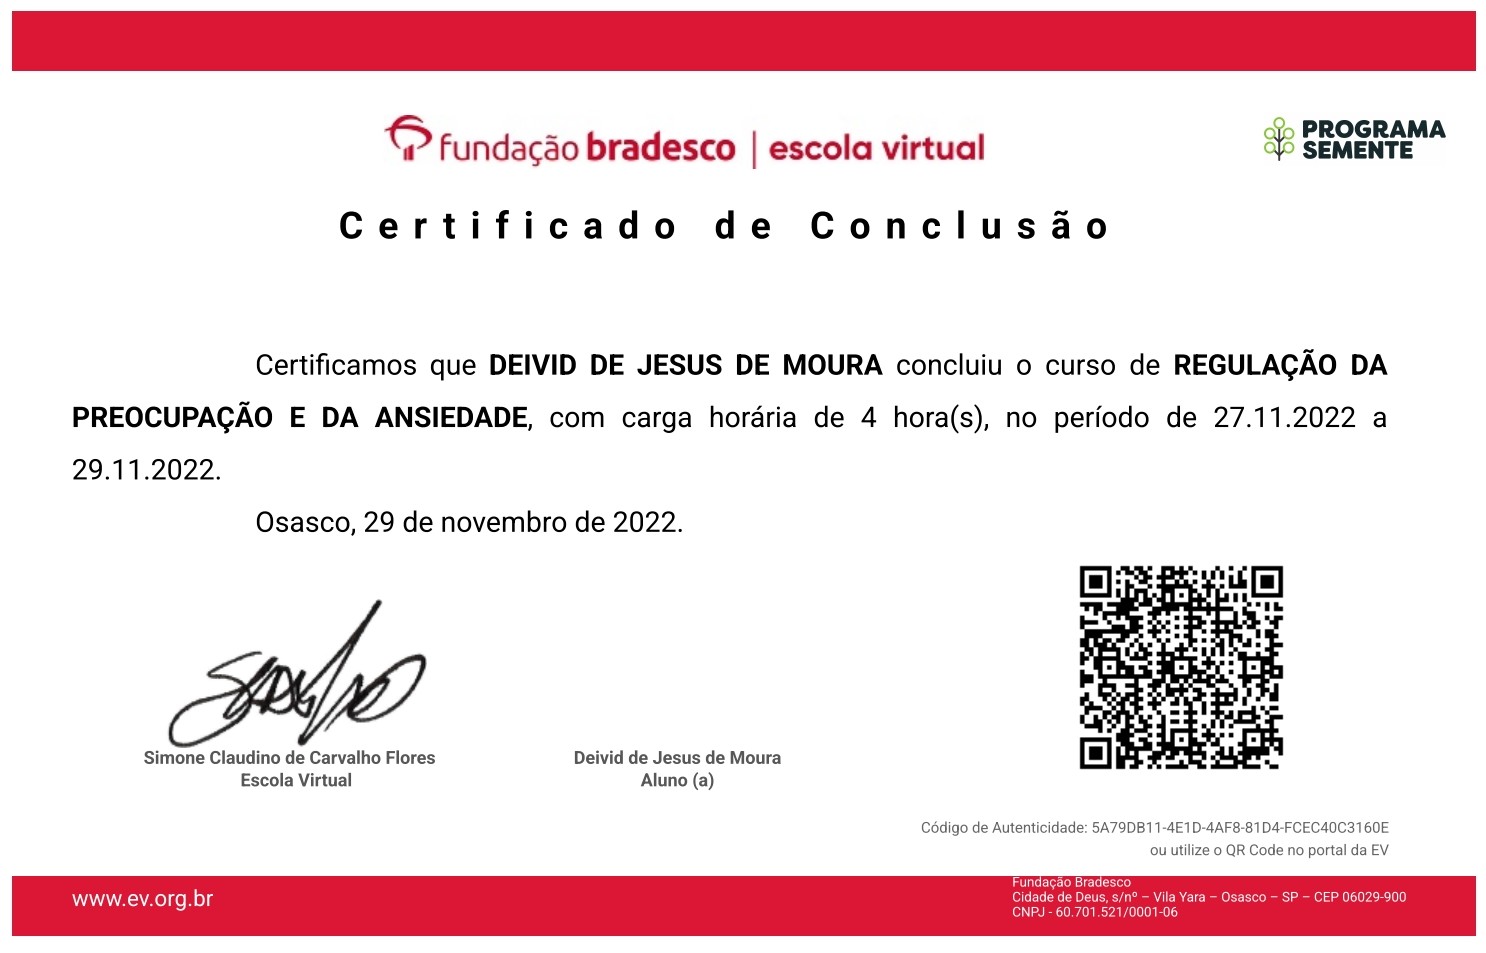 fundação bradesco | escola virtual
PROGRAMA
SEMENTE
Certificado de Conclusão
Certificamos que DEIVID DE JESUS DE MOURA concluiu o curso de REGULAÇÃO DA
PREOCUPAÇÃO E DA ANSIEDADE, com carga horária de 4 hora(s), no período de 27.11.2022 a
29.11.2022.
Osasco, 29 de novembro de 2022.
Simone Claudino de Carvalho Flores
Escola Virtual
Deivid de Jesus de Moura
Aluno (a)
Código de Autenticidade: 5A79DB11-4E1D-4AF8-81D4-FCEC40C3160E
ou utilize o QR Code no portal da EV
www.ev.org.br
Fundação Bradesco
Cidade de Deus, s/nº – Vila Yara – Osasco – SP – CEP 06029-900
CNPJ - 60.701.521/0001-06